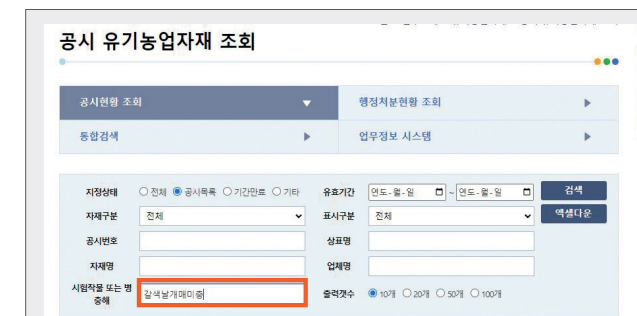 공시 유기농업자재 조회
공시현황 조회 ▼ 행정처분현황 조회 ▶
통합검색 ▶ 업무정보 시스템 ▶
지정상태 전체 공시목록 기간만료 기타 유효기간 연도-월-일 ~ 연도-월-일 검색
자재구분 전체 표시구분 전체 엑셀다운
공시번호 상표명
자재명 업체명
시험작물 또는 병
충해 갈색날개매미충 출력갯수 10개 20개 50개 100개